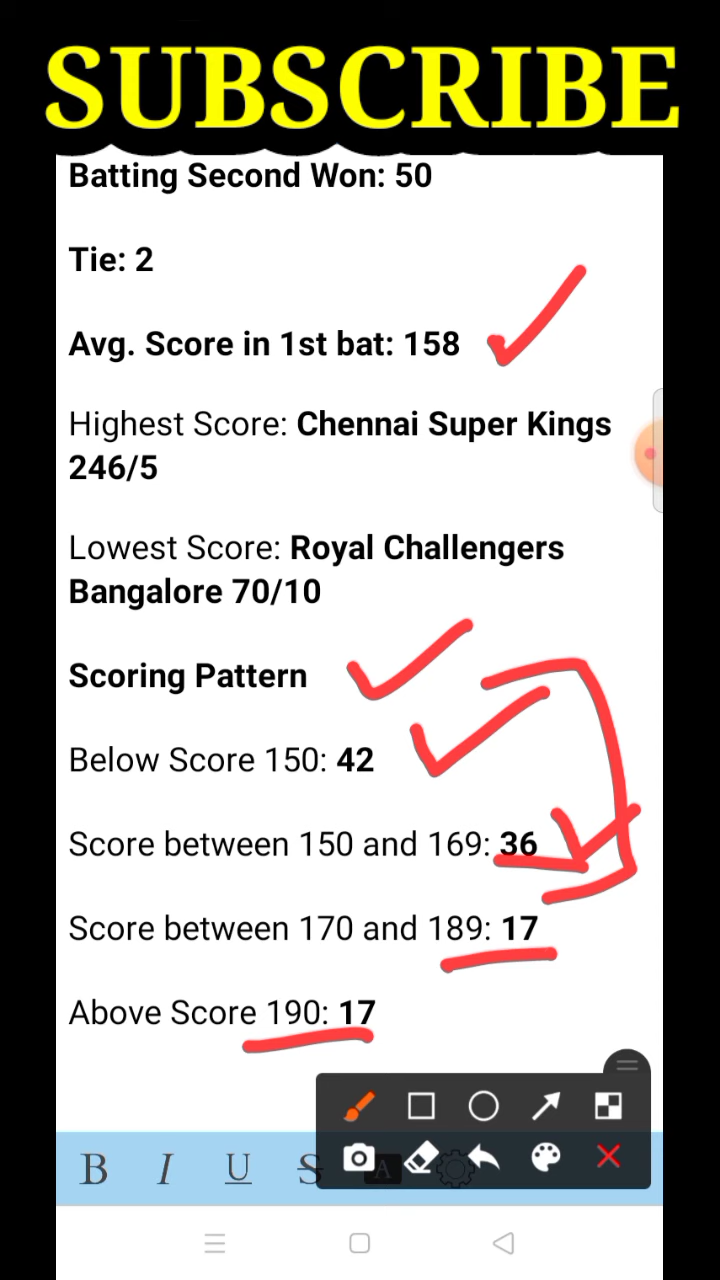 SUBSCRIBE
Batting Second Won: 50
Tie: 2
Avg. Score in 1st bat: 158
Highest Score: Chennai Super Kings
246/5
Lowest Score: Royal Challengers
Bangalore 70/10
Scoring Pattern
Below Score 150: 42
Score between 150 and 169: 36
Score between 170 and 189: 17
Above Score 190: 17
B I U S A